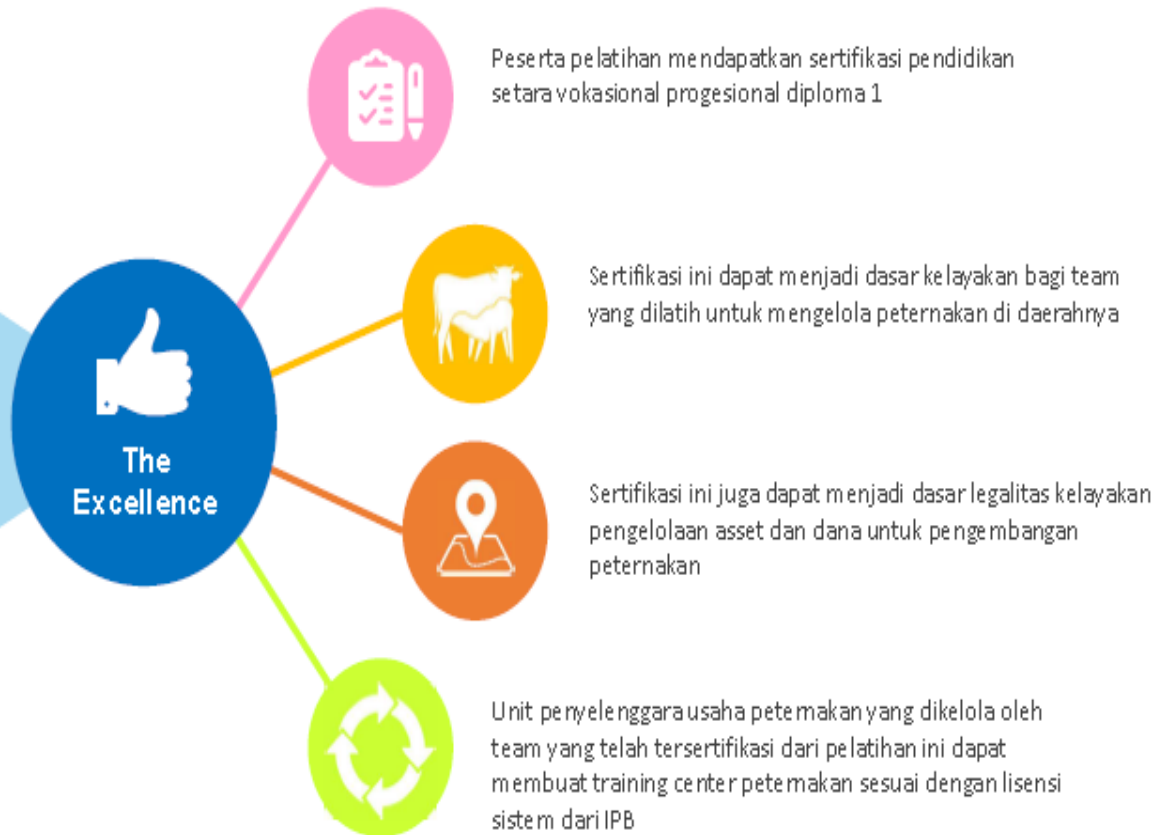 Peserta pelatihan mendapatkan sertifikasi pendidikan
setara vokasional progesional diploma 1
Sertifikasi ini dapat menjadi dasar kelayakan bagi team
yang dilatih untuk mengelola peternakan di daerahnya
The
Excellence
Sertifikasi ini juga dapat menjadi dasar legalitas kelayakan
pengelolaan asset dan dana untuk pengembangan
peternakan
Unit penyelenggara usaha peternakan yang dikelola oleh
team yang telah tersertifikasi dari pelatihan ini dapat
membuat training center peternakan sesuai dengan lisensi
sistem dari IPB